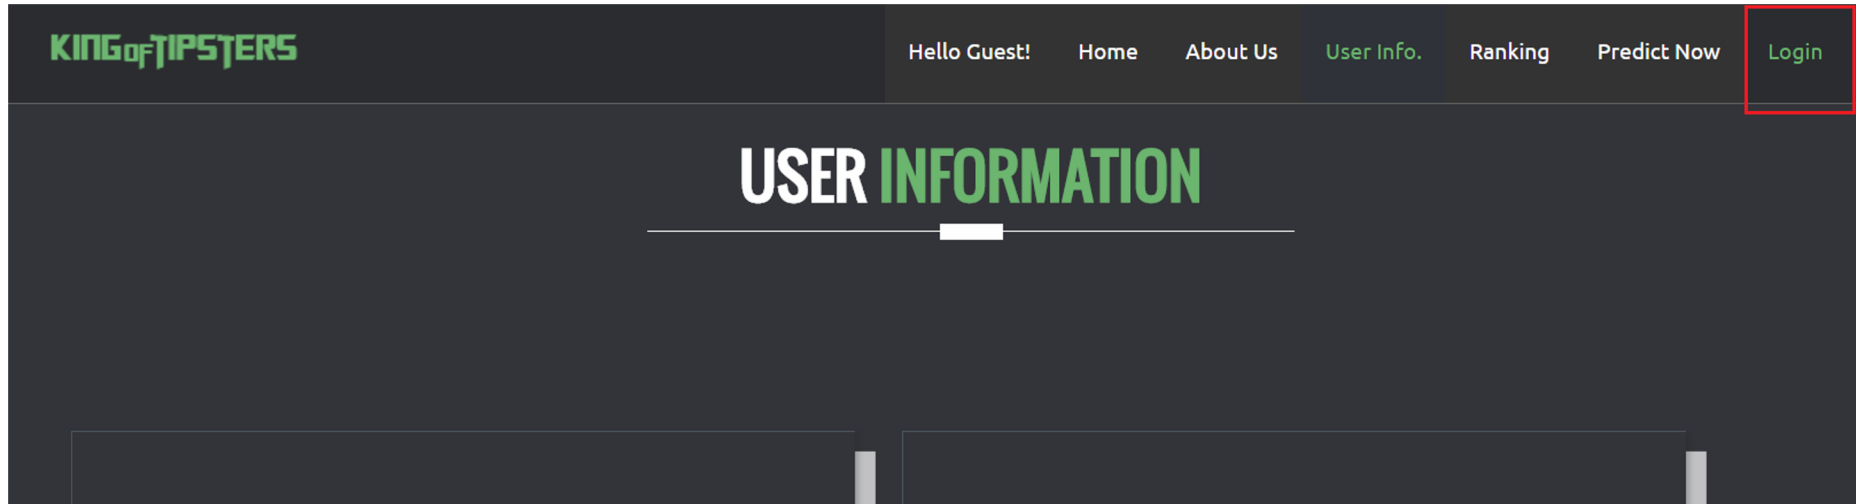 KINGOFTIPSTERS
Hello Guest! Home About Us User Info. Ranking Predict Now Login
USER INFORMATION